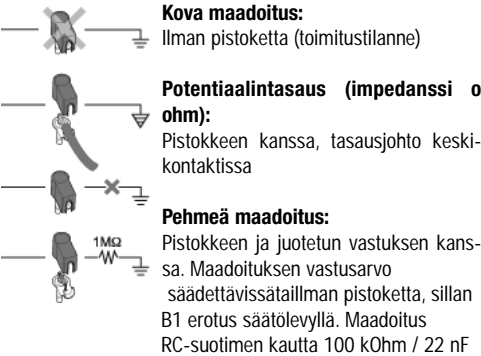 Kova maadoitus:
Ilman pistoketta (toimitustilanne)
Potentiaalintasaus (impedanssi o
ohm):
Pistokkeen kanssa, tasausjohto keski-
kontaktissa
Pehmeä maadoitus:
1MΩ
Pistokkeen ja juotetun vastuksen kans-
sa. Maadoituksen vastusarvo
säädettävissätaiIlman pistoketta, sillan
B1 erotus säätölevyllä. Maadoitus
RC-suotimen kautta 100 kOhm / 22 nF